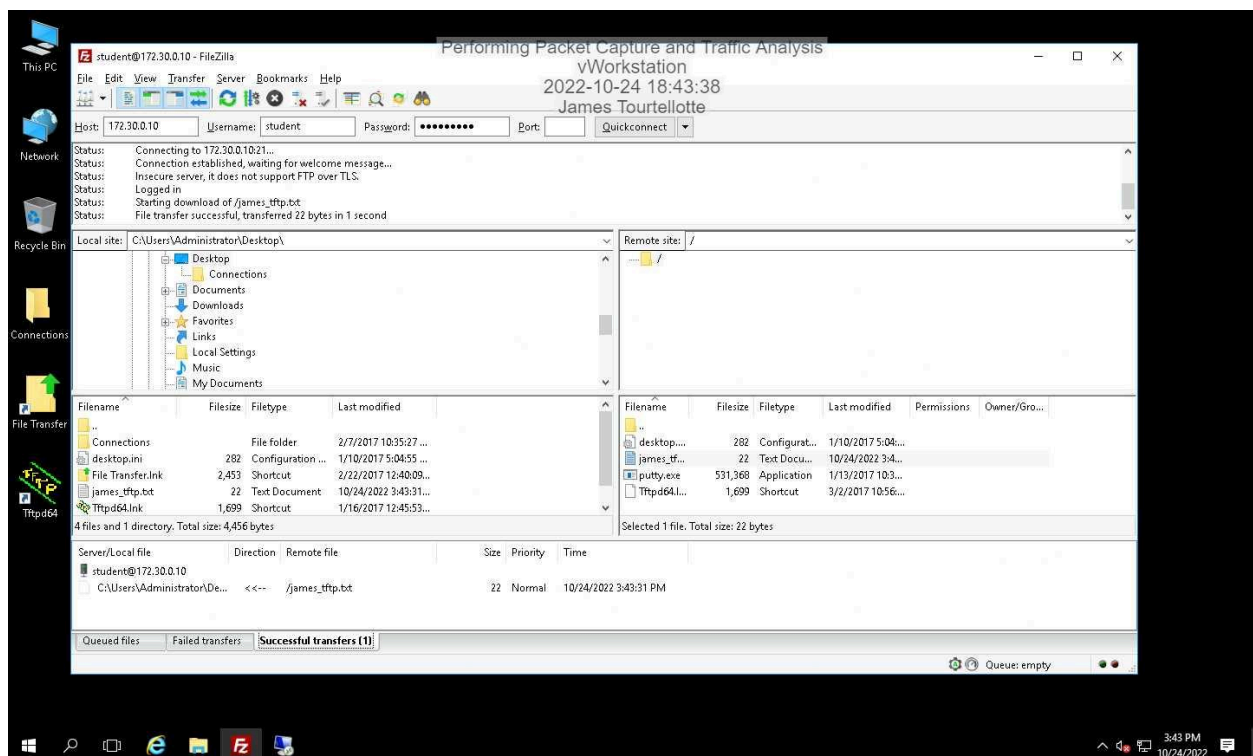 This PC
Network
Recycle Bin
Connections
File Transfer
Tftpd64
Performing Packet Capture and Traffic Analysis
vWorkstation
2022-10-24 18:43:38
James Tourtellotte
student@172.30.0.10 - FileZilla
File Edit View Transfer Server Bookmarks Help
Host: 172.30.0.10 Username: student Password: ●●●●●●●●● Port: Quickconnect
Status: Connecting to 172.30.0.10:21...
Status: Connection established, waiting for welcome message...
Status: Insecure server, it does not support FTP over TLS.
Status: Logged in
Status: Starting download of /james_tftp.txt
Status: File transfer successful, transferred 22 bytes in 1 second
Local site: C:\Users\Administrator\Desktop\
Desktop
Connections
Documents
Downloads
Favorites
Links
Local Settings
Music
My Documents
Remote site: /
/
Filename Filesize Filetype Last modified
..
Connections File folder 2/7/2017 10:35:27 ...
desktop.ini 282 Configuration ... 1/10/2017 5:04:55 ...
File Transfer.lnk 2,453 Shortcut 2/22/2017 12:40:09...
james_tftp.txt 22 Text Document 10/24/2022 3:43:31...
Tftpd64.lnk 1,699 Shortcut 1/16/2017 12:45:53...
4 files and 1 directory. Total size: 4,456 bytes
Filename Filesize Filetype Last modified Permissions Owner/Gro...
..
desktop.... 282 Configurat... 1/10/2017 5:04:...
james_tf... 22 Text Docu... 10/24/2022 3:4...
putty.exe 531,368 Application 1/13/2017 10:3...
Tftpd64.l... 1,699 Shortcut 3/2/2017 10:56:...
Selected 1 file. Total size: 22 bytes
Server/Local file Direction Remote file Size Priority Time
student@172.30.0.10
C:\Users\Administrator\De... <<-- /james_tftp.txt 22 Normal 10/24/2022 3:43:31 PM
Queued files Failed transfers Successful transfers (1)
Queue: empty
3:43 PM
10/24/2022